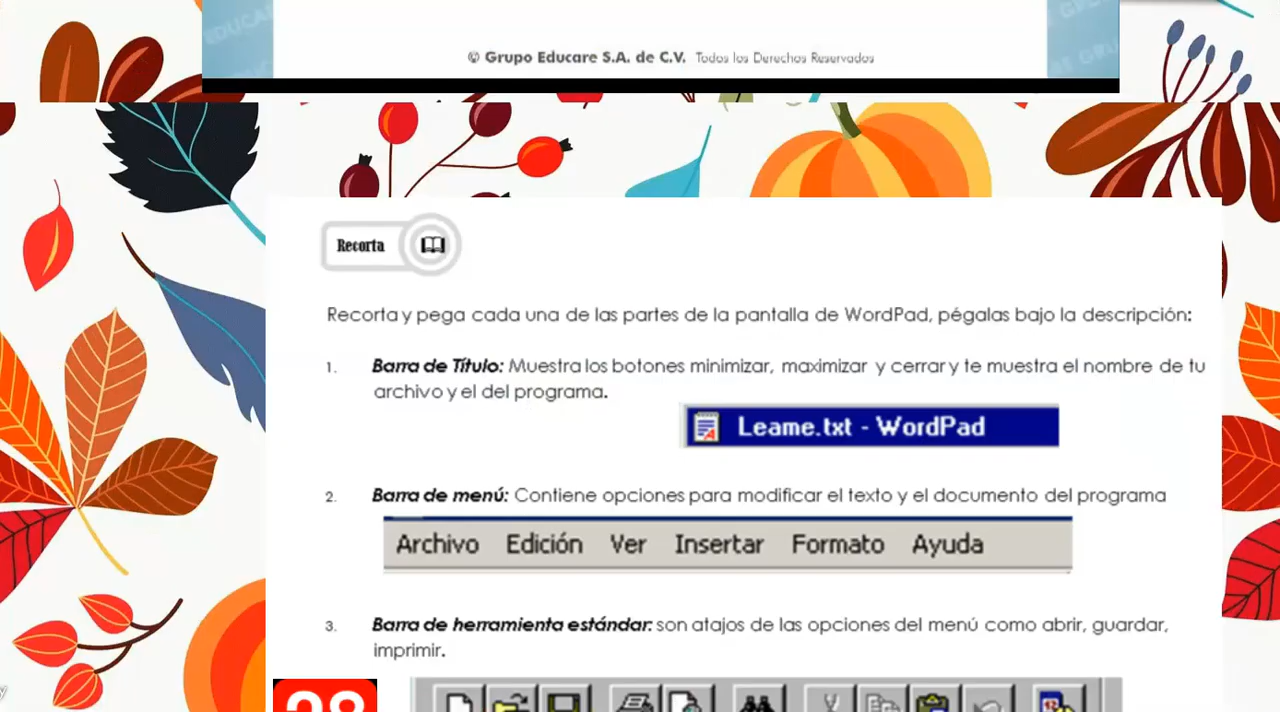 © Grupo Educare S.A. de C.V. Todos los Derechos Reservados
Recorta
Recorta y pega cada una de las partes de la pantalla de WordPad, pégalas bajo la descripción:
1. Barra de Título: Muestra los botones minimizar, maximizar y cerrar y te muestra el nombre de tu
archivo y el del programa.
Leame.txt - WordPad
2. Barra de menú: Contiene opciones para modificar el texto y el documento del programa
Archivo Edición Ver Insertar Formato Ayuda
3. Barra de herramienta estándar: son atajos de las opciones del menú como abrir, guardar,
imprimir.